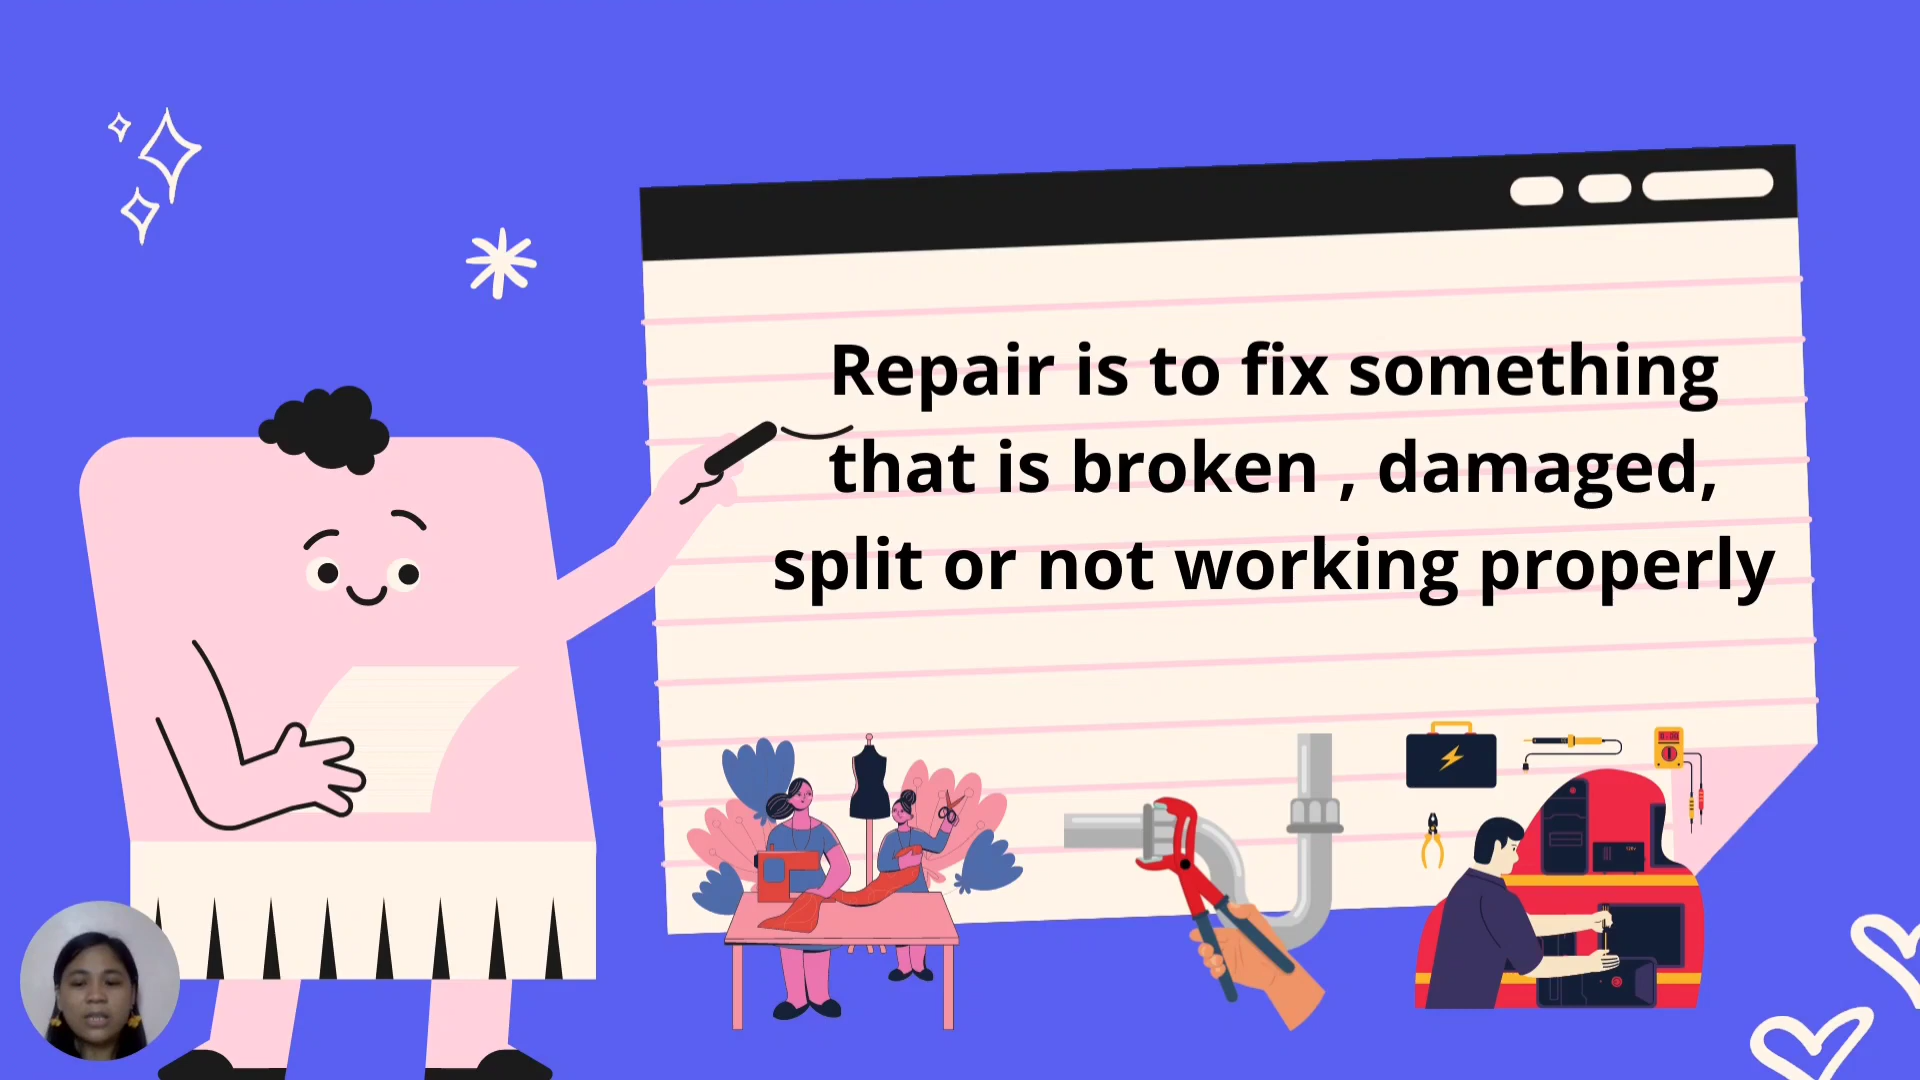 Repair is to fix something
that is broken , damaged,
split or not working properly